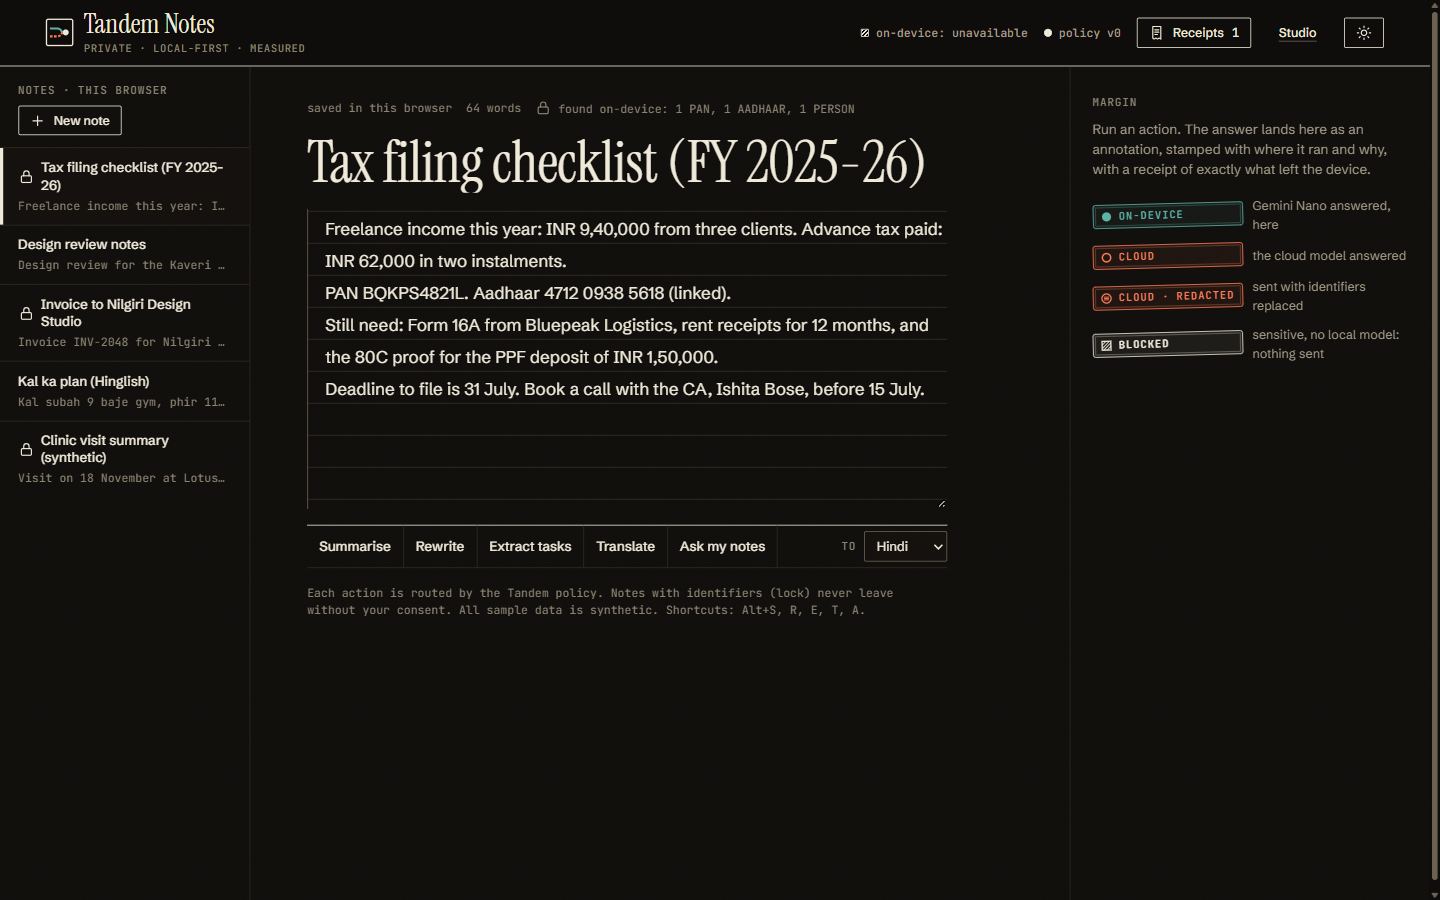 Tandem Notes
PRIVATE · LOCAL-FIRST · MEASURED
on-device: unavailable
policy v0
Receipts 1
Studio
NOTES · THIS BROWSER
New note
Tax filing checklist (FY 2025-
26)
Freelance income this year: I…
Design review notes
Design review for the Kaveri …
Invoice to Nilgiri Design
Studio
Invoice INV-2048 for Nilgiri …
Kal ka plan (Hinglish)
Kal subah 9 baje gym, phir 11…
Clinic visit summary
(synthetic)
Visit on 18 November at Lotus…
saved in this browser 64 words found on-device: 1 PAN, 1 AADHAAR, 1 PERSON
Tax filing checklist (FY 2025-26)
Freelance income this year: INR 9,40,000 from three clients. Advance tax paid:
INR 62,000 in two instalments.
PAN BQKPS4821L. Aadhaar 4712 0938 5618 (linked).
Still need: Form 16A from Bluepeak Logistics, rent receipts for 12 months, and
the 80C proof for the PPF deposit of INR 1,50,000.
Deadline to file is 31 July. Book a call with the CA, Ishita Bose, before 15 July.
Summarise Rewrite Extract tasks Translate Ask my notes TO Hindi
Each action is routed by the Tandem policy. Notes with identifiers (lock) never leave
without your consent. All sample data is synthetic. Shortcuts: Alt+S, R, E, T, A.
MARGIN
Run an action. The answer lands here as an
annotation, stamped with where it ran and why,
with a receipt of exactly what left the device.
ON-DEVICE
Gemini Nano answered,
here
CLOUD
the cloud model answered
CLOUD · REDACTED
sent with identifiers
replaced
BLOCKED
sensitive, no local model:
nothing sent